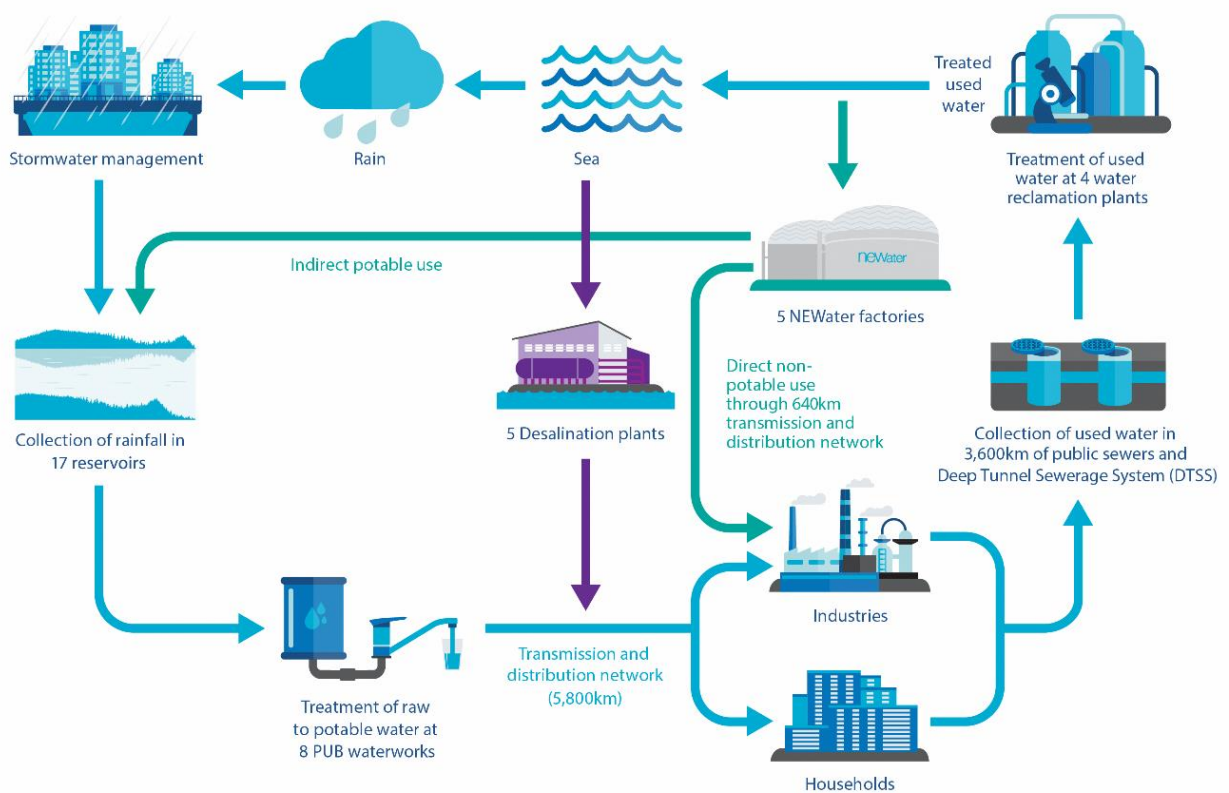 Treated
used
water
Stormwater management
Rain
Sea
Treatment of used
water at 4 water
reclamation plants
Indirect potable use
neWater
5 NEWater factories
Direct non-
potable use
through 640km
transmission and
distribution network
Collection of rainfall in
17 reservoirs
5 Desalination plants
Collection of used water in
3,600km of public sewers and
Deep Tunnel Sewerage System (DTSS)
Industries
Transmission and
distribution network
(5,800km)
Treatment of raw
to potable water at
8 PUB waterworks
Households